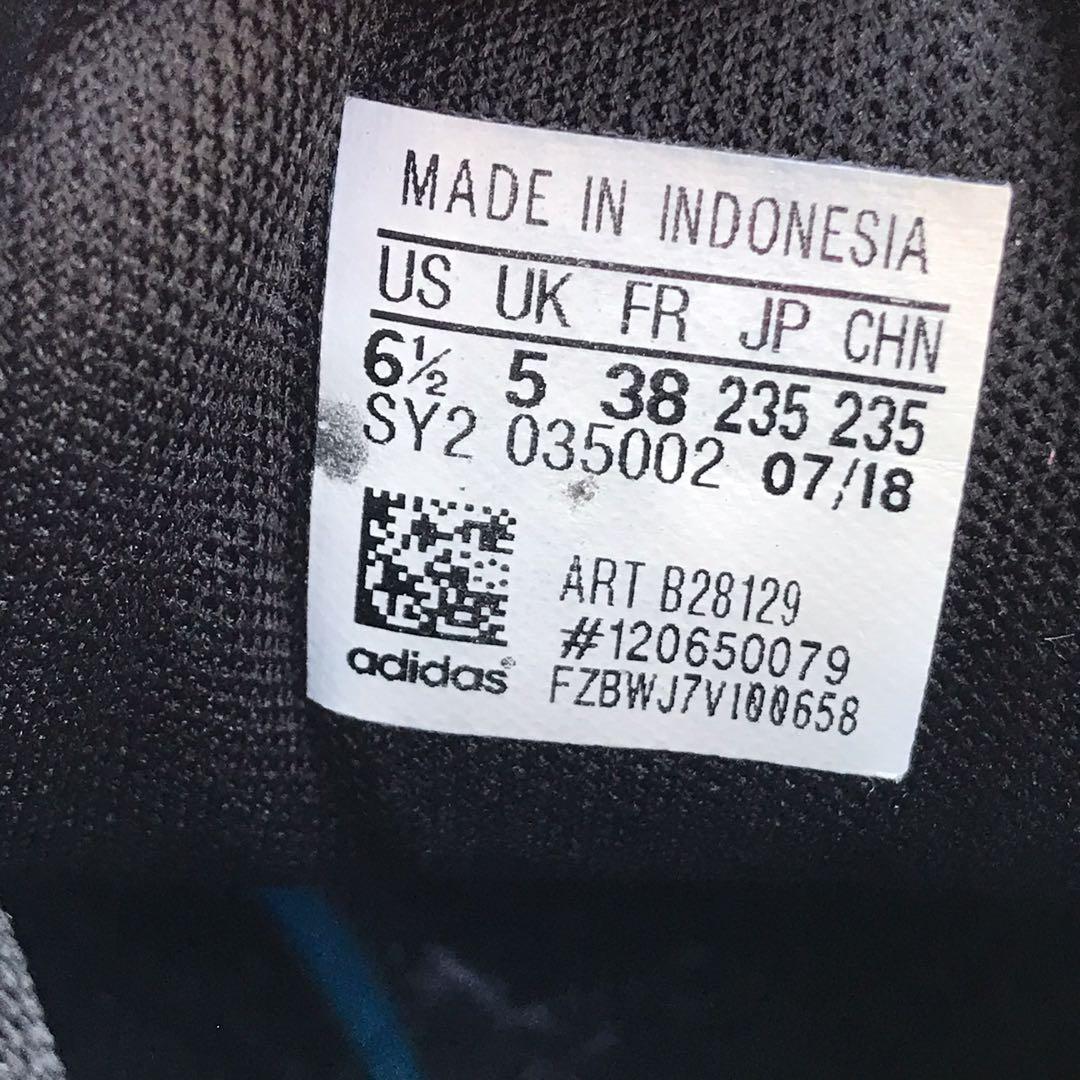 MADE IN INDONESIA
US UK FR JP CHN
6½ 5 38 235 235
SY2 035002 07/18
ART B28129
#120650079
adidas®
FZBWJ7V100658